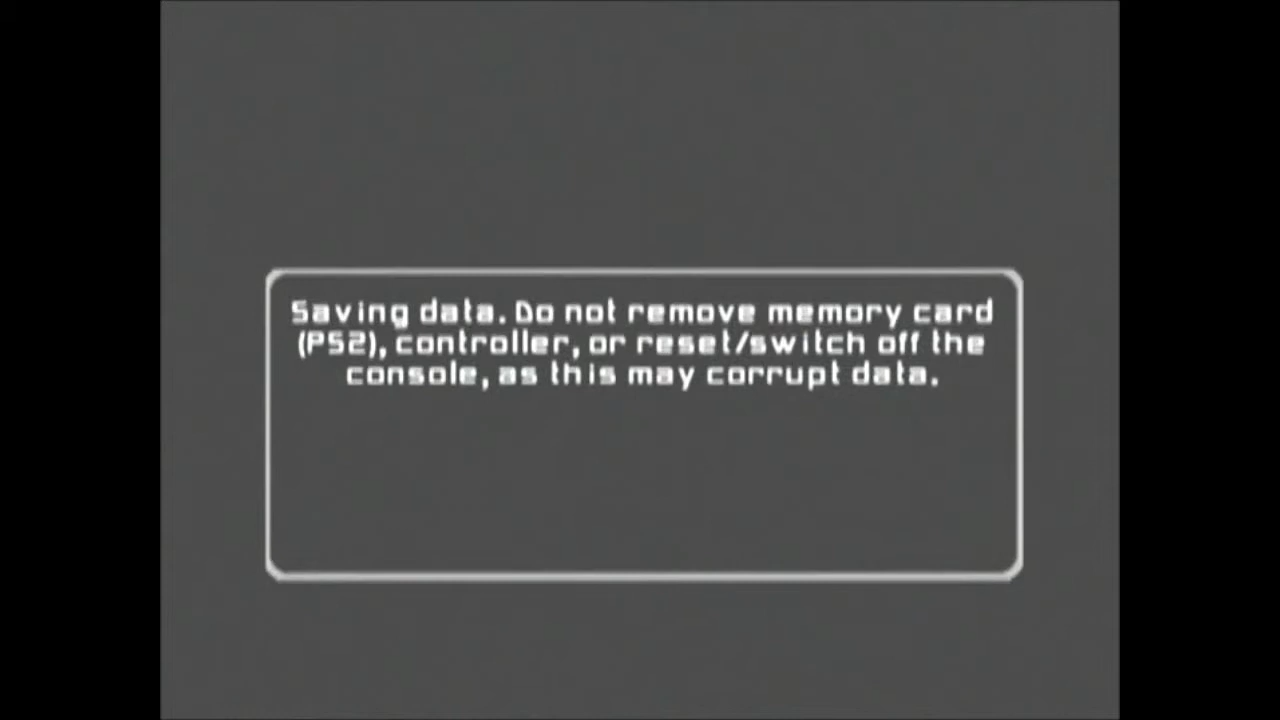 Saving data. Do not remove memory card
(PS2), controller, or reset/switch off the
console, as this may corrupt data.